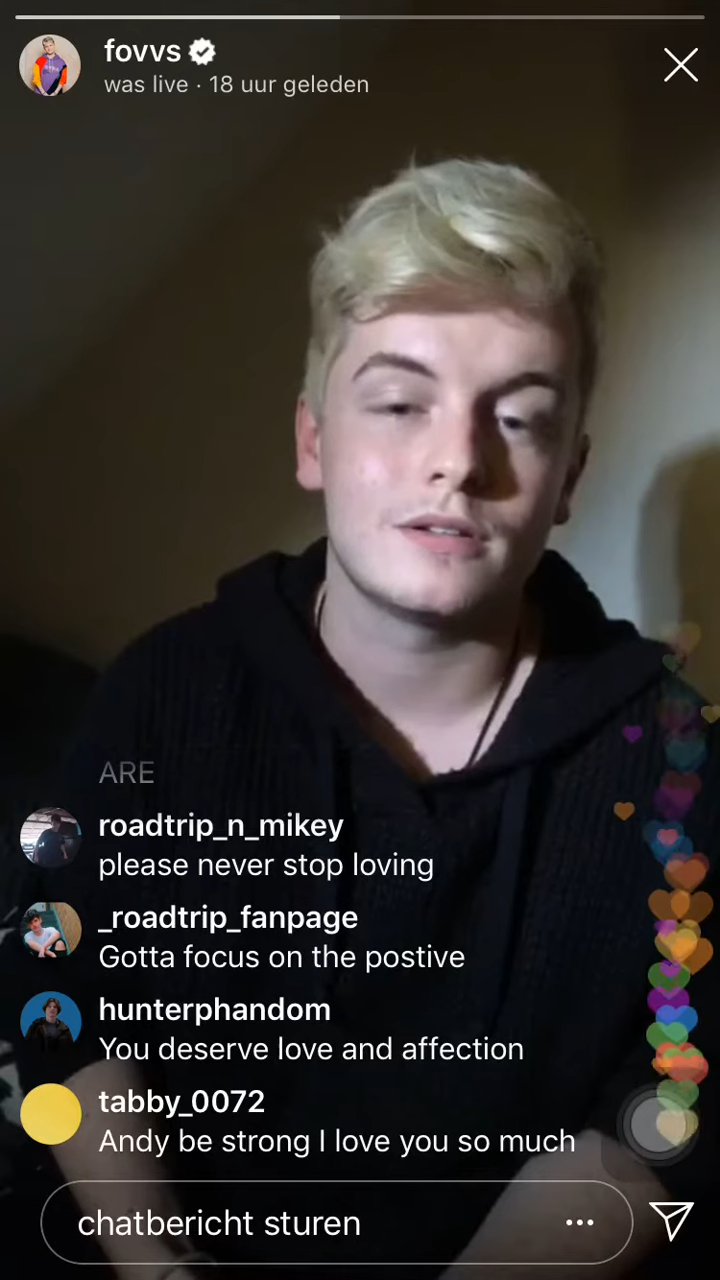 fovvs
was live · 18 uur geleden
ARE
roadtrip_n_mikey
please never stop loving
_roadtrip_fanpage
Gotta focus on the postive
hunterphandom
You deserve love and affection
tabby_0072
Andy be strong I love you so much
chatbericht sturen